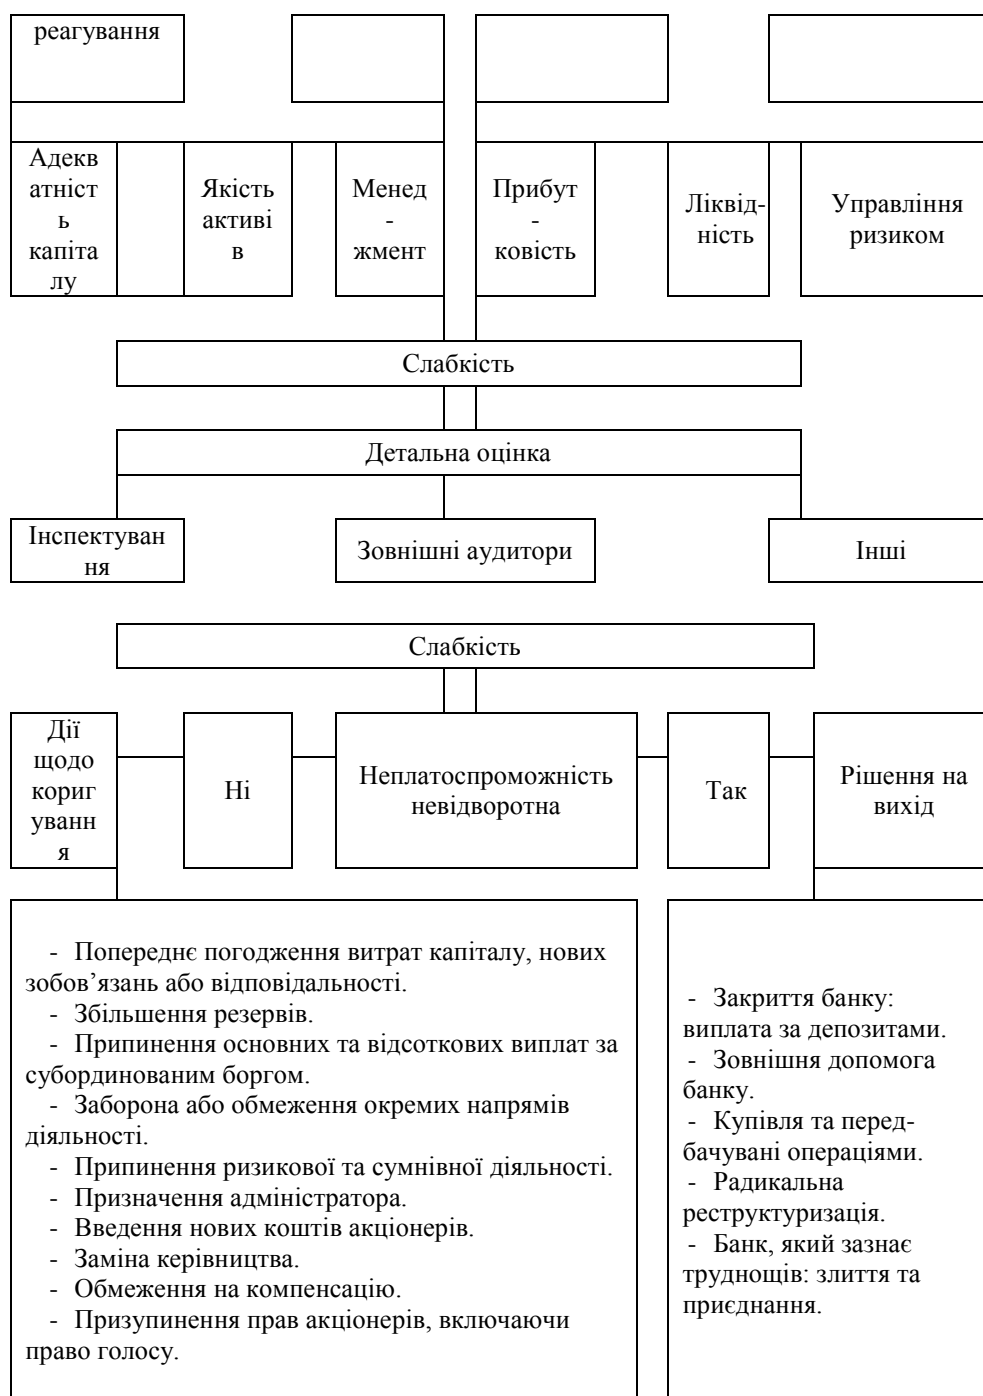 реагування
Адекв
атніст
ь
капіта
лу
Якість
активі
в
Менед
-
жмент
Прибут
-
ковість
Ліквід-
ність
Управління
ризиком
Слабкість
Детальна оцінка
Інспектуван
ня
Зовнішні аудитори
Інші
Слабкість
Дії
щодо
кориг
уванн
я
Ні
Неплатоспроможність
невідворотна
Так
Рішення на
вихід
- Попереднє погодження витрат капіталу, нових
зобов’язань або відповідальності.
- Збільшення резервів.
- Припинення основних та відсоткових виплат за
субординованим боргом.
- Заборона або обмеження окремих напрямів
діяльності.
- Припинення ризикової та сумнівної діяльності.
- Призначення адміністратора.
- Введення нових коштів акціонерів.
- Заміна керівництва.
- Обмеження на компенсацію.
- Призупинення прав акціонерів, включаючи
право голосу.
- Закриття банку:
виплата за депозитами.
- Зовнішня допомога
банку.
- Купівля та перед-
бачувані операціями.
- Радикальна
реструктуризація.
- Банк, який зазнає
труднощів: злиття та
приєднання.